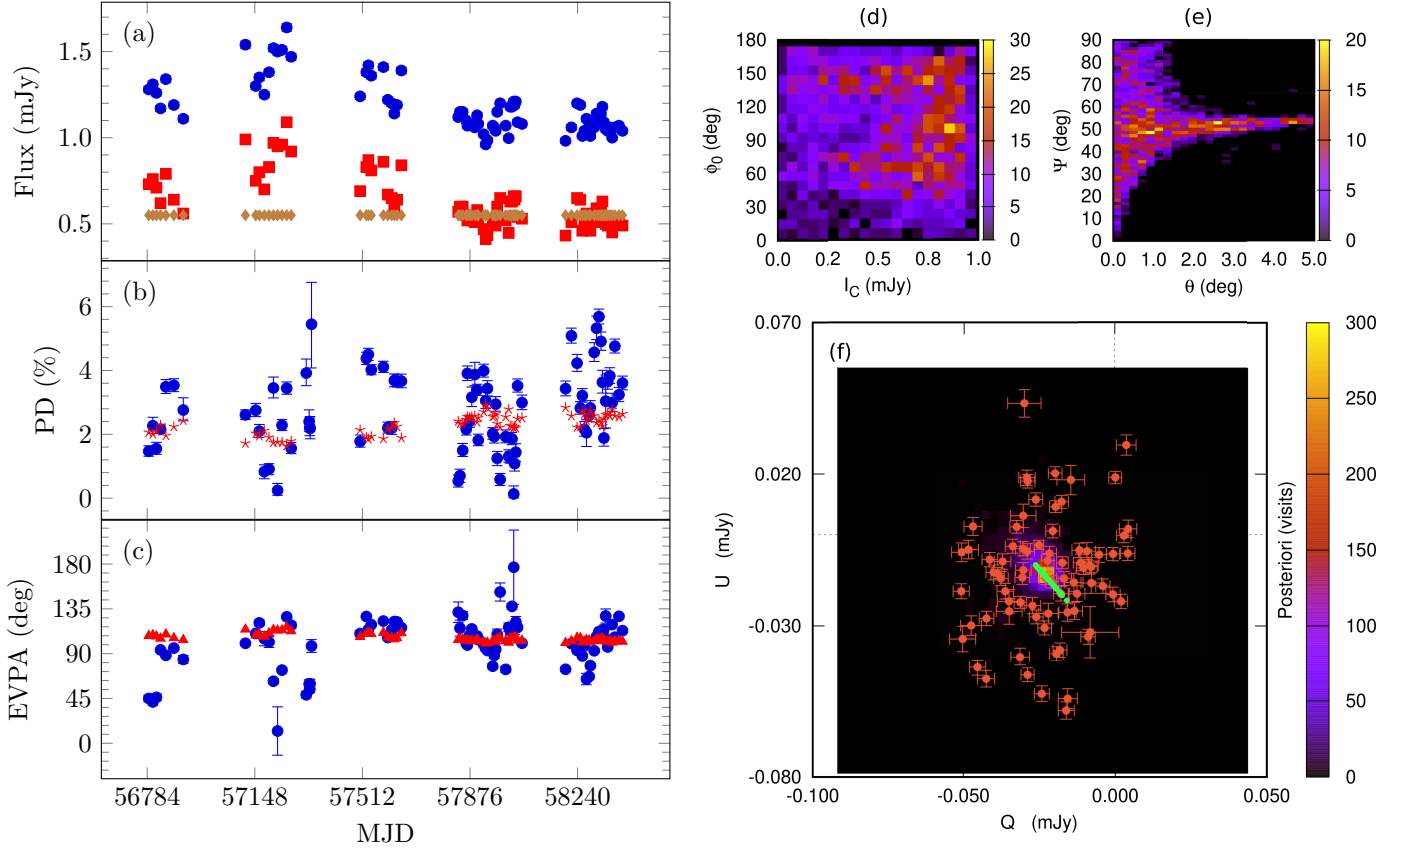 (a)
Flux (mJy)
1.5
1.0
0.5
(b)
PD (%)
6
4
2
0
(c)
EVPA (deg)
180
135
90
45
0
56784 57148 57512 57876 58240
MJD
(d)
ϕ0 (deg)
180
150
120
90
60
30
0
0.0 0.2 0.5 0.8 1.0
IC (mJy)
30
25
20
15
10
5
0
(e)
Ψ (deg)
90
80
70
60
50
40
30
20
10
0
0.0 1.0 2.0 3.0 4.0 5.0
θ (deg)
20
15
10
5
0
(f)
U (mJy)
0.070
0.020
-0.030
-0.080
-0.100 -0.050 0.000 0.050
Q (mJy)
Posteriori (visits)
300
250
200
150
100
50
0